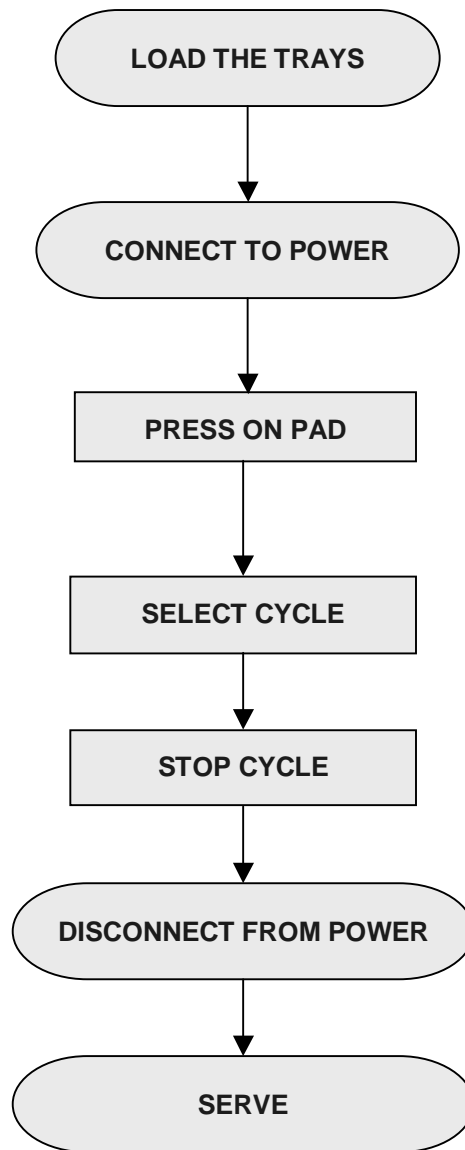 LOAD THE TRAYS
CONNECT TO POWER
PRESS ON PAD
SELECT CYCLE
STOP CYCLE
DISCONNECT FROM POWER
SERVE